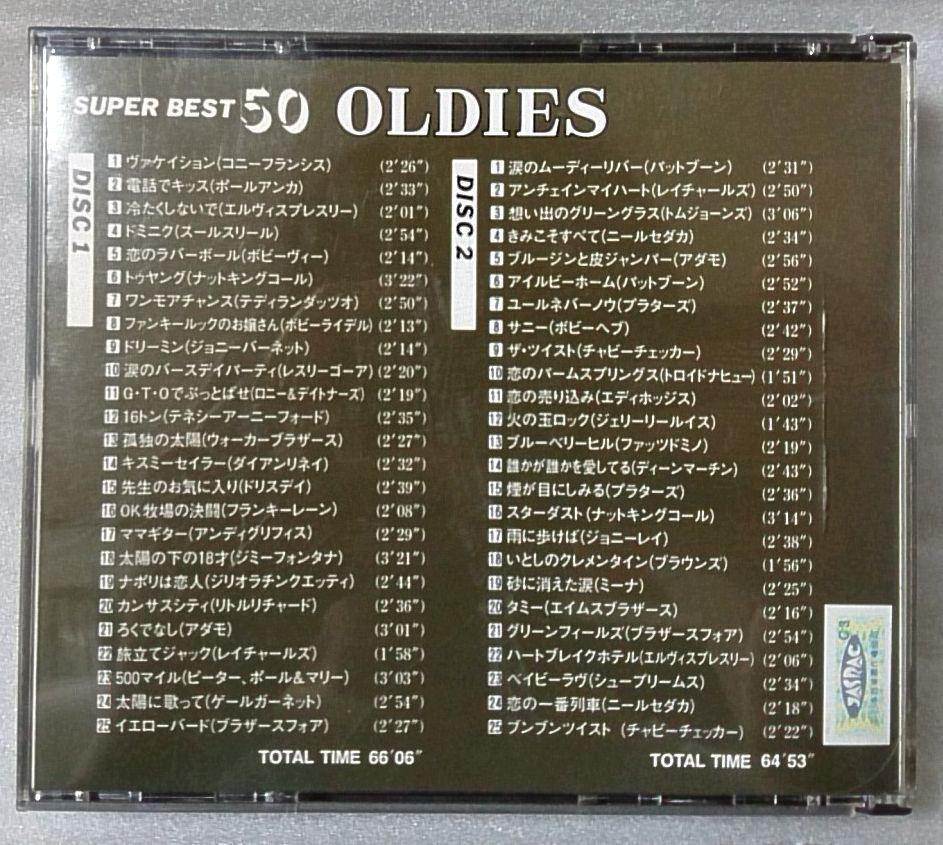 SUPER BEST 50 OLDIES
DISC 1
1 ヴァケイション(コニーフランシス) (2'26")
2 電話でキッス(ポールアンカ) (2'33")
3 冷たくしないで(エルヴィスプレスリー) (2'01")
4 ドミニク(スールスリール) (2'54")
5 恋のラバーボール(ボビーヴィー) (2'14")
6 トゥヤング(ナットキングコール) (3'22")
7 ワンモアチャンス(テディランダッツオ) (2'50")
8 ファンキールックのお嬢さん(ボビーライデル) (2'13")
9 ドリーミン(ジョニーバーネット) (2'14")
10 涙のバースデイパーティ(レスリーゴーア) (2'20")
11 G・T・Oでぶっとばせ(ロニー&デイトナーズ) (2'19")
12 16トン(テネシーアーニーフォード) (2'35")
13 孤独の太陽(ウォーカーブラザース) (2'27")
14 キスミーセイラー(ダイアンリネイ) (2'32")
15 先生のお気に入り(ドリスデイ) (2'39")
16 OK牧場の決闘(フランキーレーン) (2'08")
17 ママギター(アンディグリフィス) (2'29")
18 太陽の下の18才(ジミーフォンタナ) (3'21")
19 ナポリは恋人(ジリオラチンクエッティ) (2'44")
20 カンサスシティ(リトルリチャード) (2'36")
21 ろくでなし(アダモ) (3'01")
22 旅立てジャック(レイチャールズ) (1'58")
23 500マイル(ピーター、ポール&マリー) (3'03")
24 太陽に歌って(ゲールガーネット) (2'54")
25 イエローバード(ブラザースフォア) (2'27")
TOTAL TIME 66'06"
DISC 2
1 涙のムーディーリバー(パットブーン) (2'31")
2 アンチェインマイハート(レイチャールズ) (2'50")
3 想い出のグリーングラス(トムジョーンズ) (3'06")
4 きみこそすべて(ニールセダカ) (2'34")
5 ブルージンと皮ジャンパー(アダモ) (2'56")
6 アイルビーホーム(パットブーン) (2'52")
7 ユールネバーノウ(プラターズ) (2'37")
8 サニー(ボビーヘブ) (2'42")
9 ザ・ツイスト(チャビーチェッカー) (2'29")
10 恋のパームスプリングス(トロイドナヒュー) (1'51")
11 恋の売り込み(エディホッジス) (2'02")
12 火の玉ロック(ジェリーリールイス) (1'43")
13 ブルーベリーヒル(ファッツドミノ) (2'19")
14 誰かが誰かを愛してる(ディーンマーチン) (2'43")
15 煙が目にしみる(プラターズ) (2'36")
16 スターダスト(ナットキングコール) (3'14")
17 雨に歩けば(ジョニーレイ) (2'38")
18 いとしのクレメンタイン(ブラウンズ) (1'56")
19 砂に消えた涙(ミーナ) (2'25")
20 タミー(エイムスブラザース) (2'16")
21 グリーンフィールズ(ブラザースフォア) (2'54")
22 ハートブレイクホテル(エルヴィスプレスリー) (2'06")
23 ベイビーラヴ(シュープリームス) (2'34")
24 恋の一番列車(ニールセダカ) (2'18")
25 ブンブンツイスト (チャビーチェッカー) (2'22")
TOTAL TIME 64'53"
JASRAC